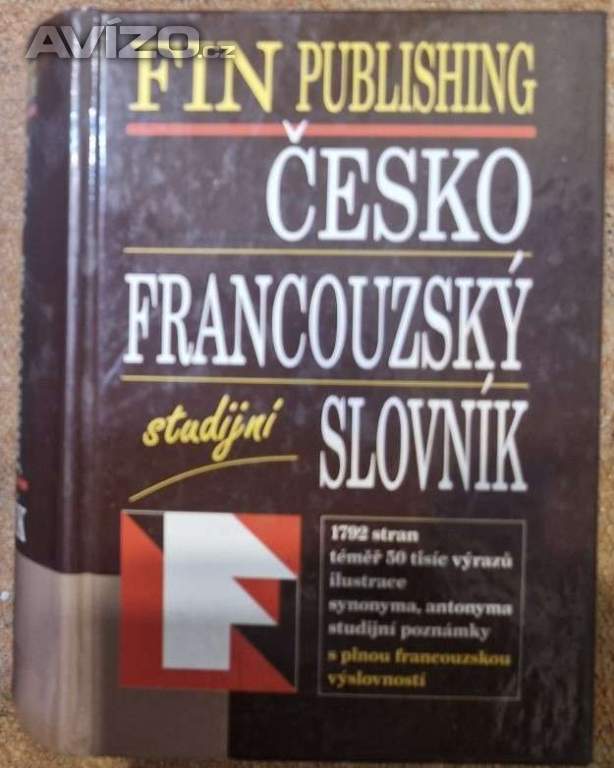 AVÍZO.cz
FIN PUBLISHING
ČESKO
FRANCOUZSKÝ
studijní SLOVNÍK
1792 stran
téměř 50 tisíc výrazů
ilustrace
synonyma, antonyma
studijní poznámky
s plnou francouzskou
výslovností